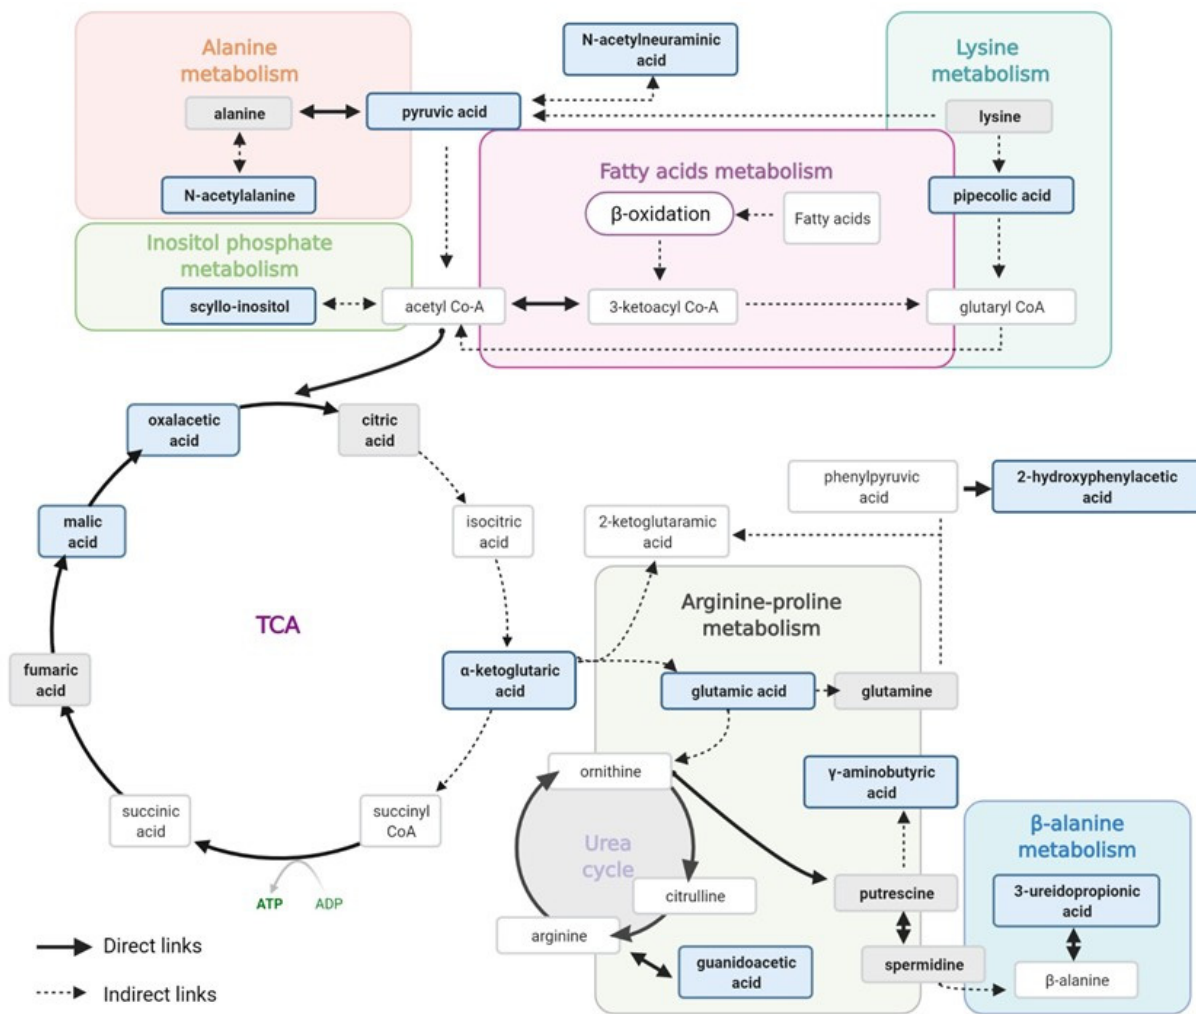 Alanine
metabolism
N-acetylneuraminic
acid
Lysine
metabolism
alanine
pyruvic acid
lysine
N-acetylalanine
Fatty acids metabolism
pipecolic acid
β-oxidation
Fatty acids
Inositol phosphate
metabolism
scyllo-inositol
acetyl Co-A
3-ketoacyl Co-A
glutaryl CoA
oxalacetic
acid
citric
acid
phenylpyruvic
acid
2-hydroxyphenylacetic
acid
malic
acid
isocitric
acid
2-ketoglutaramic
acid
TCA
Arginine-proline
metabolism
fumaric
acid
α-ketoglutaric
acid
glutamic acid
glutamine
ornithine
γ-aminobutyric
acid
succinic
acid
succinyl
CoA
Urea
cycle
β-alanine
metabolism
ATP
ADP
citrulline
putrescine
3-ureidopropionic
acid
arginine
Direct links
guanidoacetic
acid
spermidine
β-alanine
Indirect links